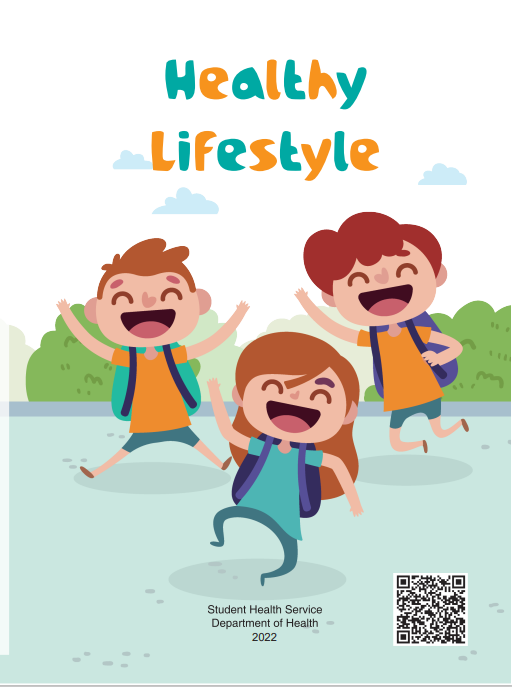 Healthy
Lifestyle
Student Health Service
Department of Health
2022